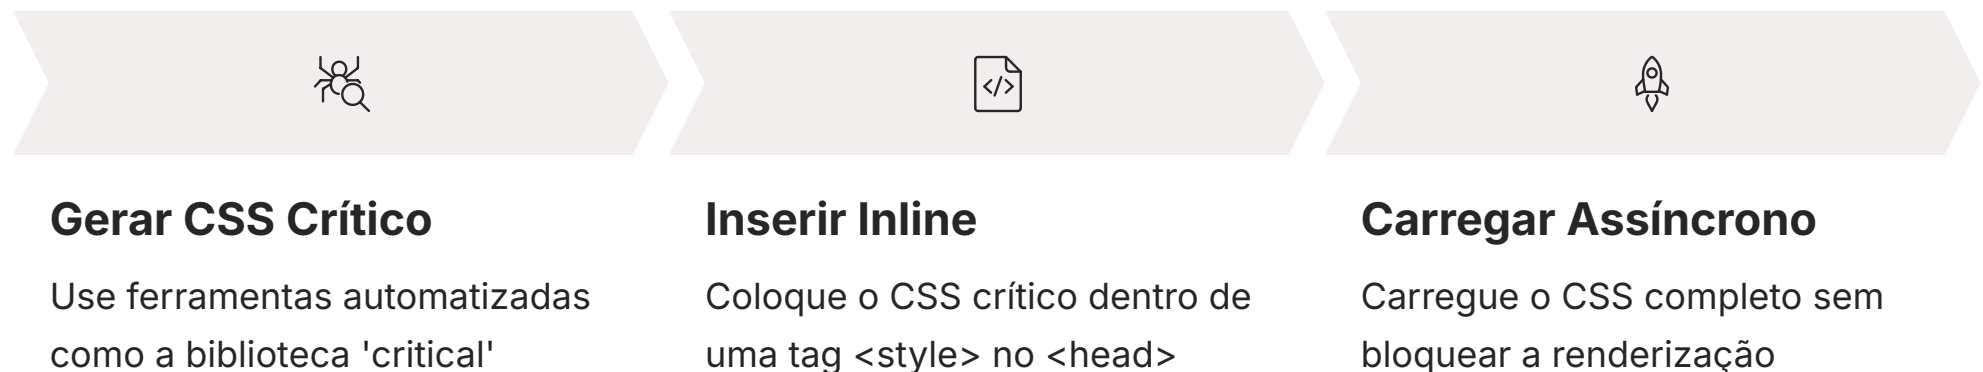 Gerar CSS Crítico
Use ferramentas automatizadas
como a biblioteca 'critical'
Inserir Inline
Coloque o CSS crítico dentro de
uma tag <style> no <head>
Carregar Assíncrono
Carregue o CSS completo sem
bloquear a renderização